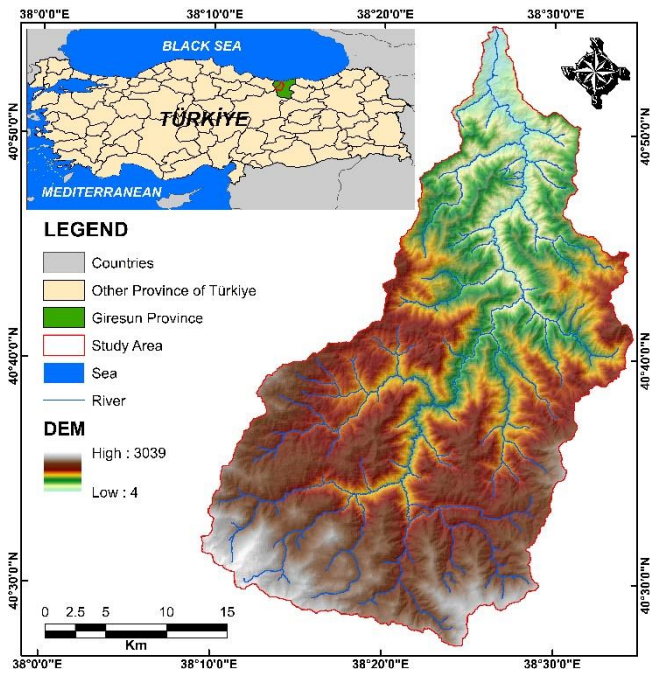 38°0'0"E 38°10'0"E 38°20'0"E 38°30'0"E
BLACK SEA
TÜRKİYE
MEDITERRANEAN
40°50'0"N
40°50'0"N
LEGEND
Countries
Other Province of Türkiye
Giresun Province
Study Area
Sea
River
40°40'0"N
40°40'0"N
DEM
High : 3039
Low : 4
40°30'0"N
40°30'0"N
0 2.5 5 10 15
Km
38°0'0"E 38°10'0"E 38°20'0"E 38°30'0"E